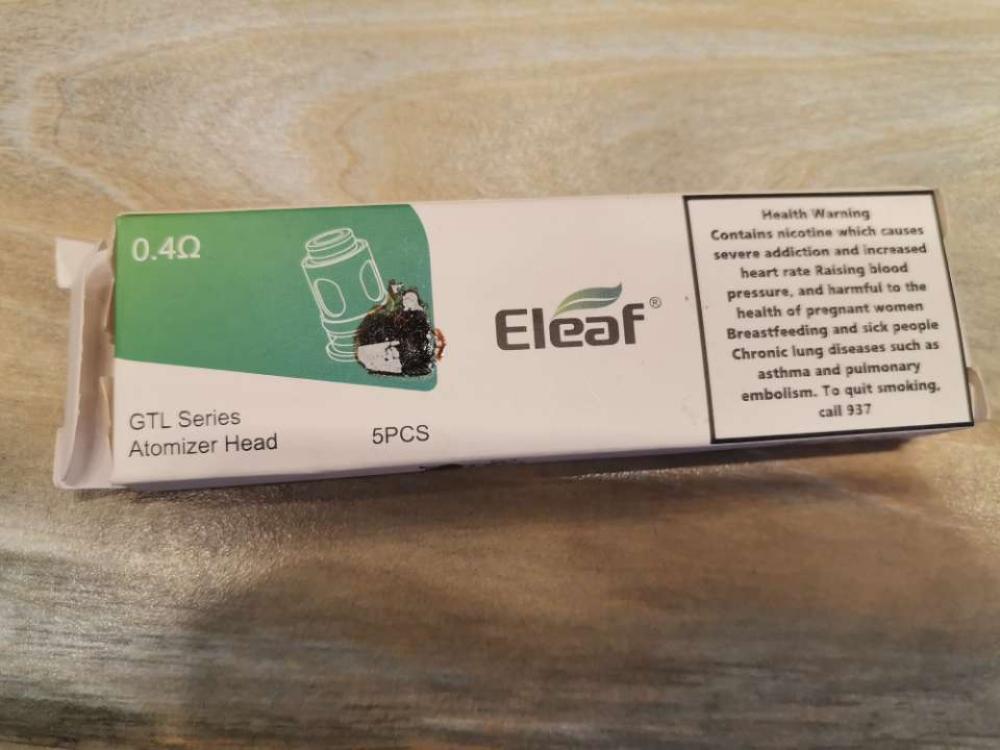 0.4Ω
GTL Series
Atomizer Head
5PCS
Eleaf®
Health Warning
Contains nicotine which causes
severe addiction and increased
heart rate Raising blood
pressure, and harmful to the
health of pregnant women
Breastfeeding and sick people
Chronic lung diseases such as
asthma and pulmonary
embolism. To quit smoking,
call 937